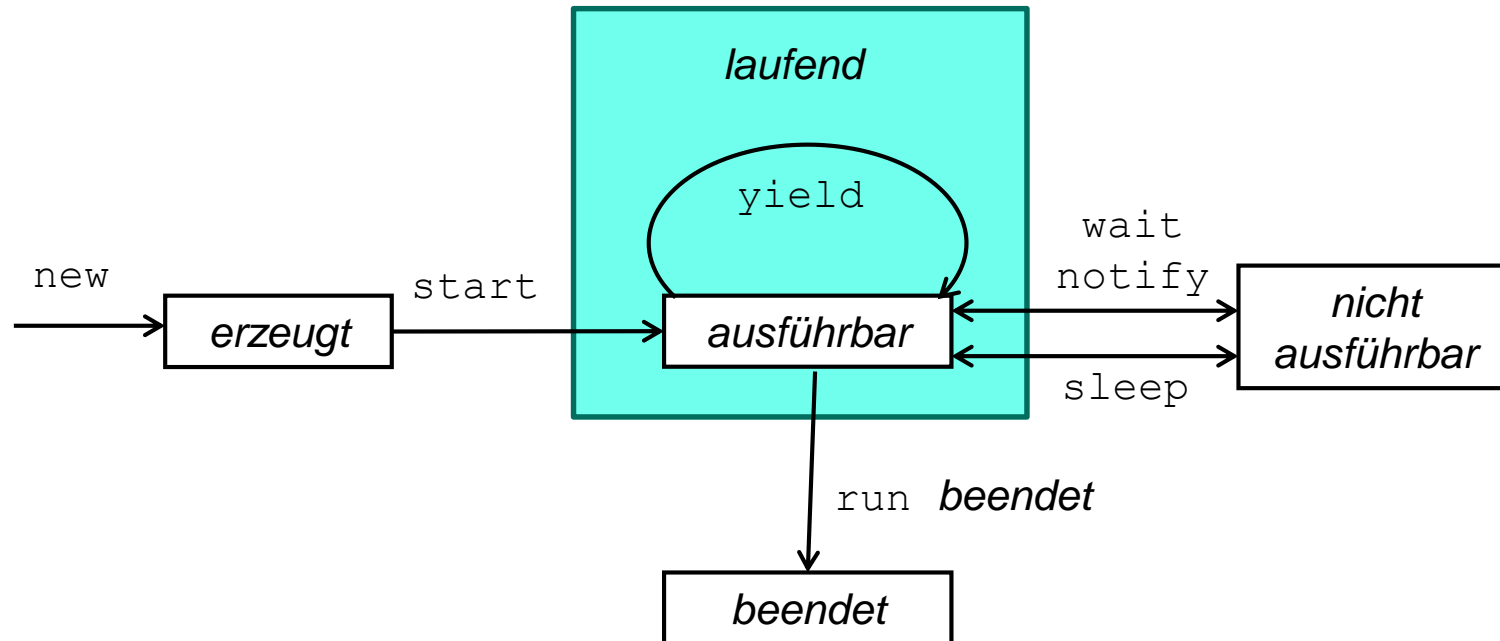 laufend
yield
wait
new
notify
start
erzeugt
ausführbar
nicht
ausführbar
sleep
run beendet
beendet